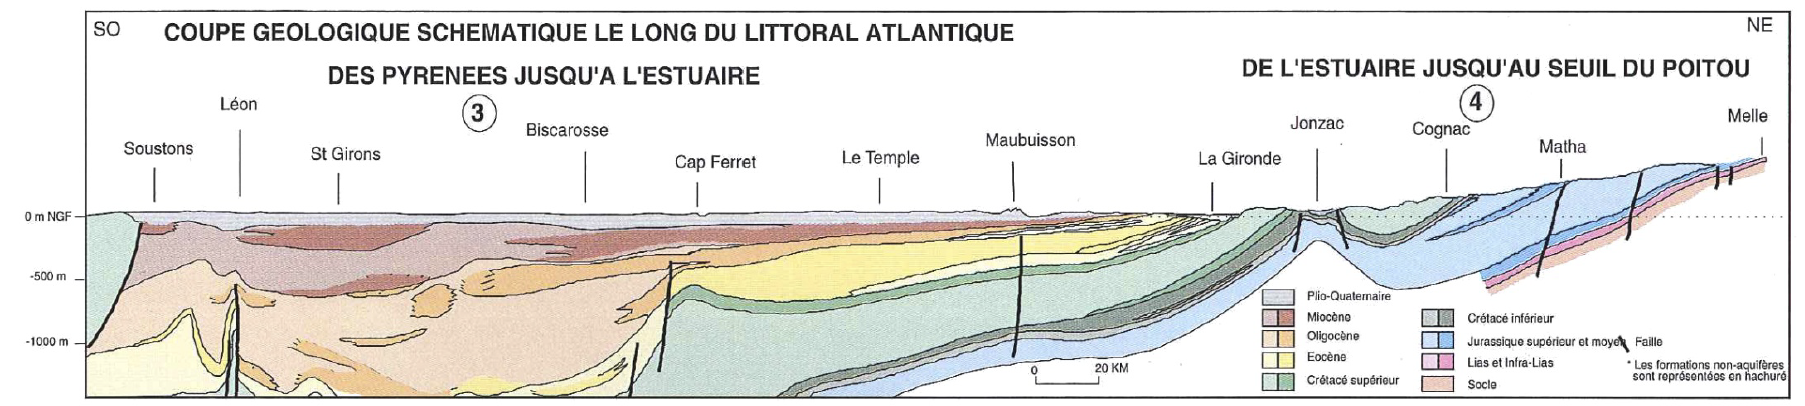 SO
NE
COUPE GEOLOGIQUE SCHEMATIQUE LE LONG DU LITTORAL ATLANTIQUE
DES PYRENEES JUSQU'A L'ESTUAIRE
DE L'ESTUAIRE JUSQU'AU SEUIL DU POITOU
3
4
Léon
Soustons
St Girons
Biscarosse
Cap Ferret
Le Temple
Maubuisson
La Gironde
Jonzac
Cognac
Matha
Melle
0 m NGF
-500 m
-1000 m
0 20 KM
Plio-Quaternaire
Miocène
Oligocène
Eocène
Crétacé supérieur
Crétacé inférieur
Jurassique supérieur et moyen
Lias et Infra-Lias
Socle
Faille
* Les formations non-aquifères
sont représentées en hachuré